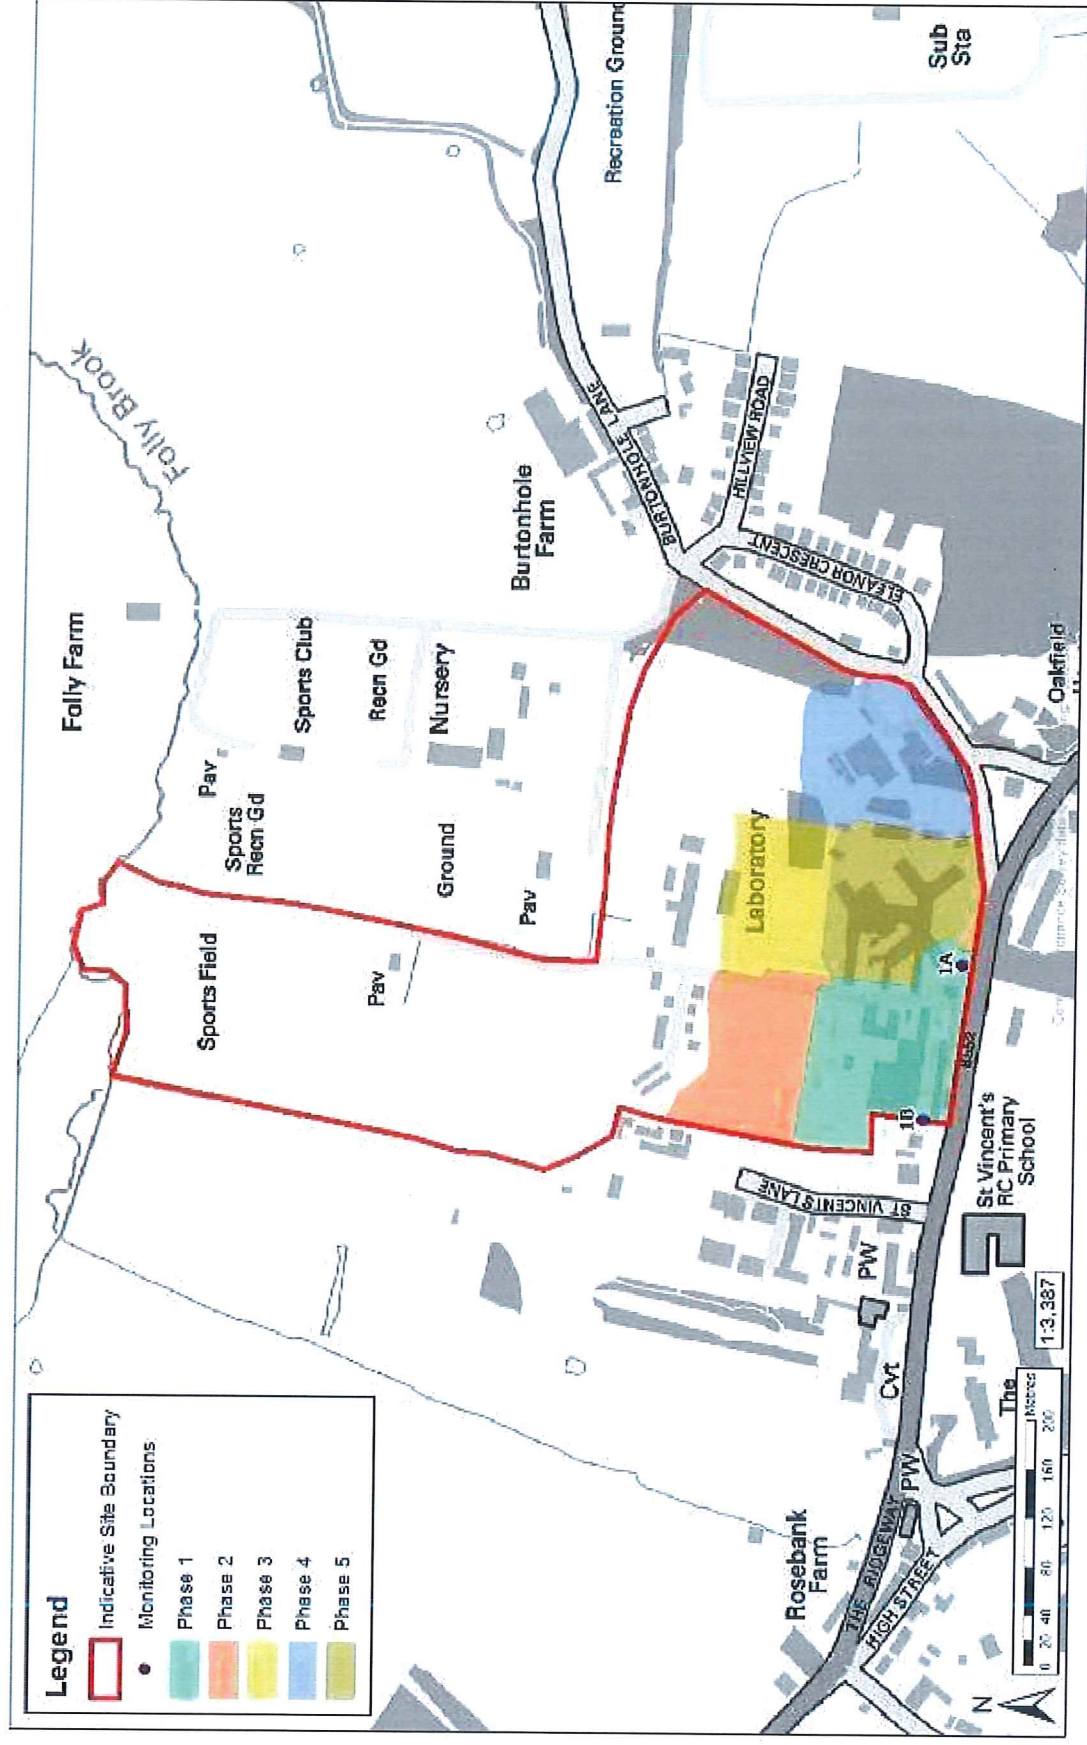 Legend
Indicative Site Boundary
Monitoring Locations
Phase 1
Phase 2
Phase 3
Phase 4
Phase 5
Folly Farm
Folly Brook
Sports Field
Pav
Sports
Recn Gd
Pav
Sports Club
Recn Gd
Nursery
Ground
Pav
Burtonhole
Farm
BURTONHOLE LANE
Recreation Ground
Sub
Sta
HILLVIEW ROAD
ELEANOR CRESCENT
Laboratory
Oakfield
1A
1B
B552
ST VINCENT'S LANE
St Vincent's
RC Primary
School
PW
Cvt
PW
Rosebank
Farm
THE RIDGEWAY
HIGH STREET
The
1:3,387
N
0 20 40 80 120 160 200
Metres